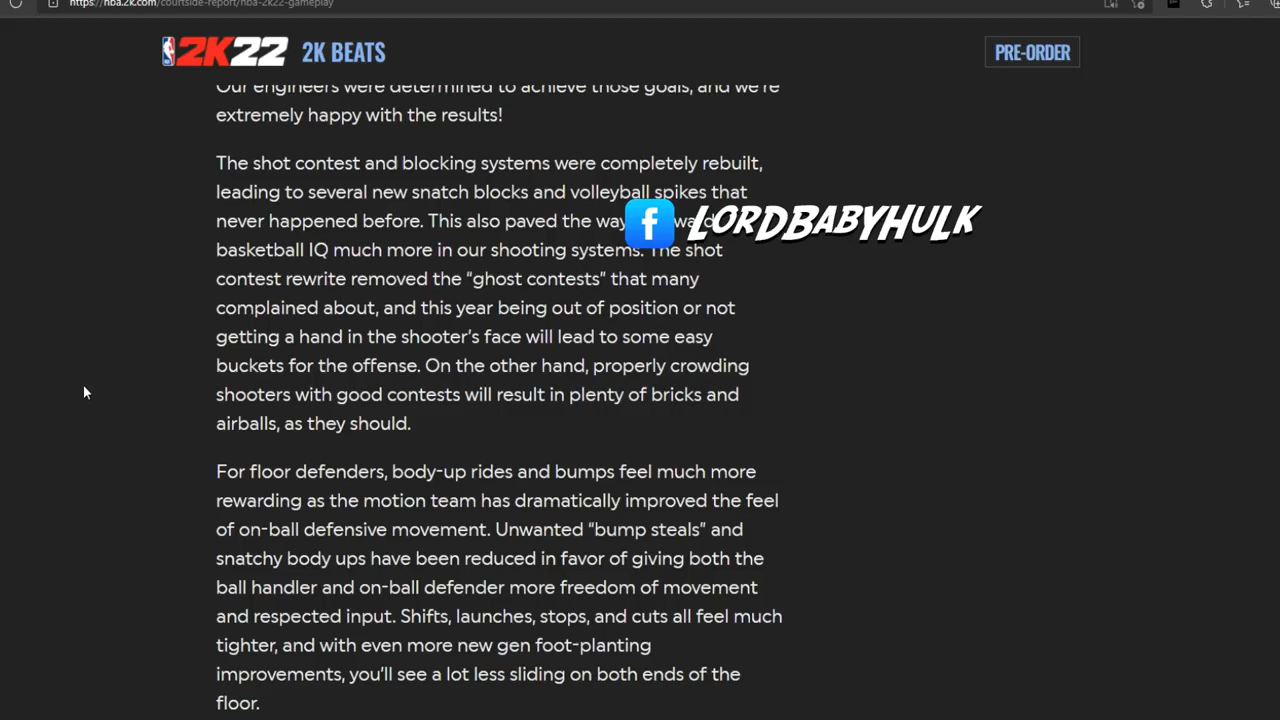 https://nba.2k.com/courtside-report/nba-2k22-gameplay
2K22 2K BEATS
PRE-ORDER
Our engineers were determined to achieve those goals, and we're
extremely happy with the results!
The shot contest and blocking systems were completely rebuilt,
leading to several new snatch blocks and volleyball spikes that
never happened before. This also paved the way
basketball IQ much more in our shooting systems. The shot
contest rewrite removed the “ghost contests” that many
complained about, and this year being out of position or not
getting a hand in the shooter's face will lead to some easy
buckets for the offense. On the other hand, properly crowding
shooters with good contests will result in plenty of bricks and
airballs, as they should.
For floor defenders, body-up rides and bumps feel much more
rewarding as the motion team has dramatically improved the feel
of on-ball defensive movement. Unwanted “bump steals” and
snatchy body ups have been reduced in favor of giving both the
ball handler and on-ball defender more freedom of movement
and respected input. Shifts, launches, stops, and cuts all feel much
tighter, and with even more new gen foot-planting
improvements, you'll see a lot less sliding on both ends of the
floor.
f LORDBABYHULK